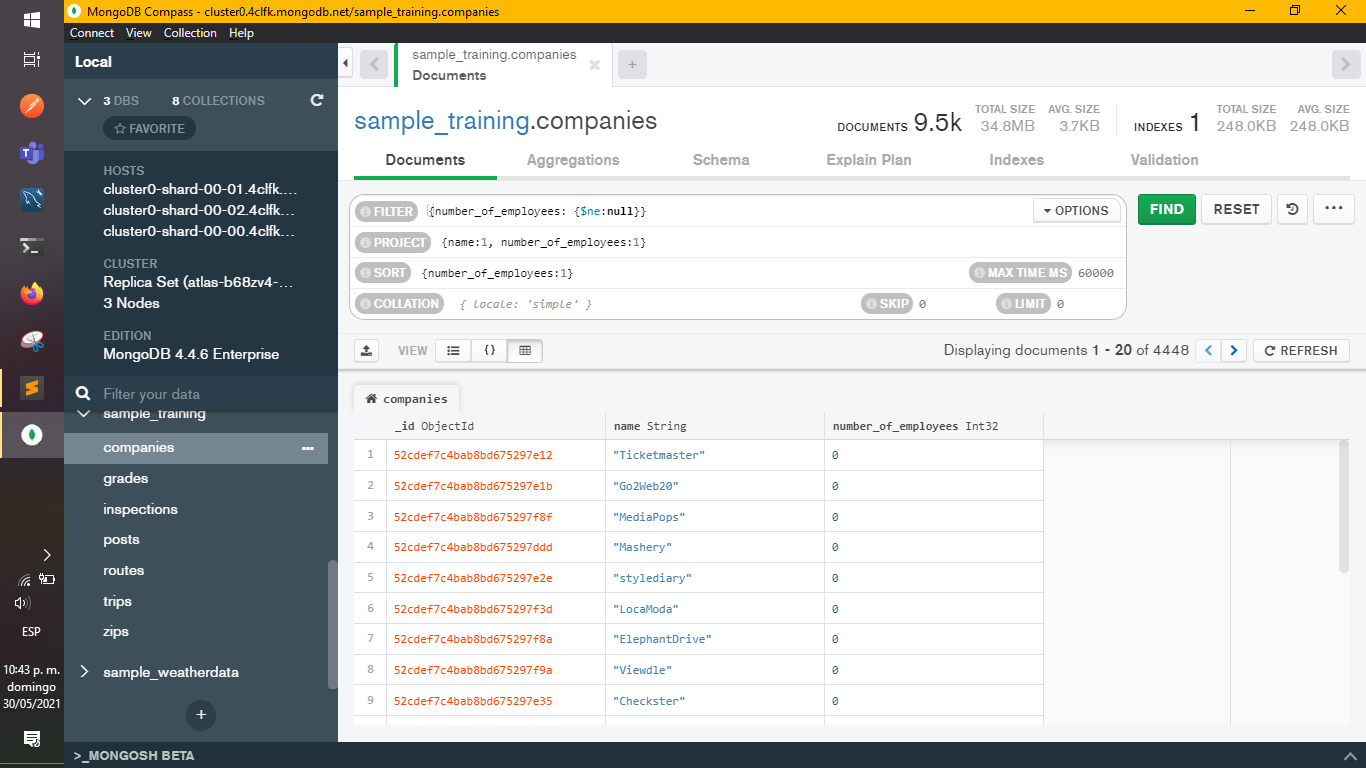 MongoDB Compass - cluster0.4clfk.mongodb.net/sample_training.companies
Connect View Collection Help
Local
3 DBS 8 COLLECTIONS
FAVORITE
HOSTS
cluster0-shard-00-01.4clfk....
cluster0-shard-00-02.4clfk...
cluster0-shard-00-00.4clfk...
CLUSTER
Replica Set (atlas-b68zv4-...
3 Nodes
EDITION
MongoDB 4.4.6 Enterprise
Filter your data
sample_training
companies
grades
inspections
posts
routes
trips
zips
sample_weatherdata
+
>_MONGOSH BETA
sample_training.companies
Documents
+
sample_training.companies
DOCUMENTS 9.5k
TOTAL SIZE AVG. SIZE
34.8MB 3.7KB
INDEXES 1
TOTAL SIZE AVG. SIZE
248.0KB 248.0KB
Documents Aggregations Schema Explain Plan Indexes Validation
FILTER {number_of_employees: {$ne:null}} OPTIONS FIND RESET ...
PROJECT {name:1, number_of_employees:1}
SORT {number_of_employees:1} MAX TIME MS 60000
COLLATION { locale: 'simple' } SKIP 0 LIMIT 0
VIEW {} Displaying documents 1 - 20 of 4448 < > REFRESH
companies
_id ObjectId name String number_of_employees Int32
1 52cdef7c4bab8bd675297e12 "Ticketmaster" 0
2 52cdef7c4bab8bd675297e1b "Go2Web20" 0
3 52cdef7c4bab8bd675297f8f "MediaPops" 0
4 52cdef7c4bab8bd675297ddd "Mashery" 0
5 52cdef7c4bab8bd675297e2e "stylediary" 0
6 52cdef7c4bab8bd675297f3d "LocaModa" 0
7 52cdef7c4bab8bd675297f8a "ElephantDrive" 0
8 52cdef7c4bab8bd675297f9a "Viewdle" 0
9 52cdef7c4bab8bd675297e35 "Checkster" 0
ESP
10:43 p. m.
domingo
30/05/2021